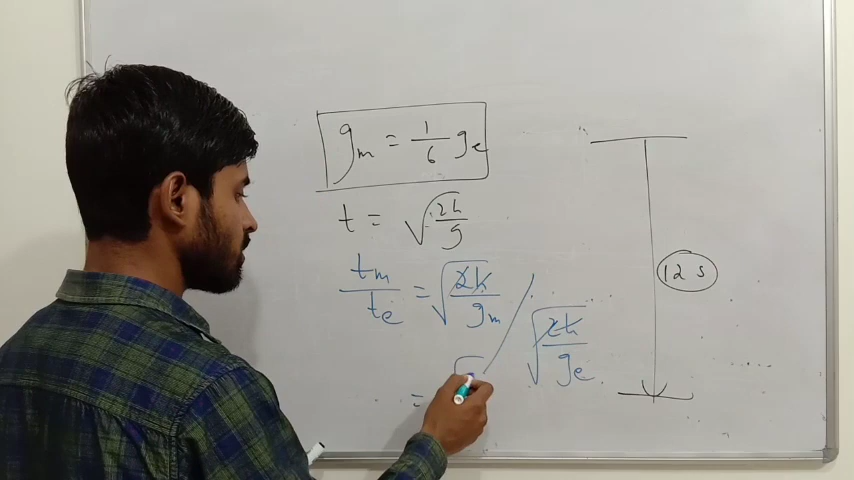 gₘ = 1/6 gₑ
t = √(2h/g)
tₘ/tₑ = √(2h/gₘ) / √(2h/gₑ)
12 s
= √